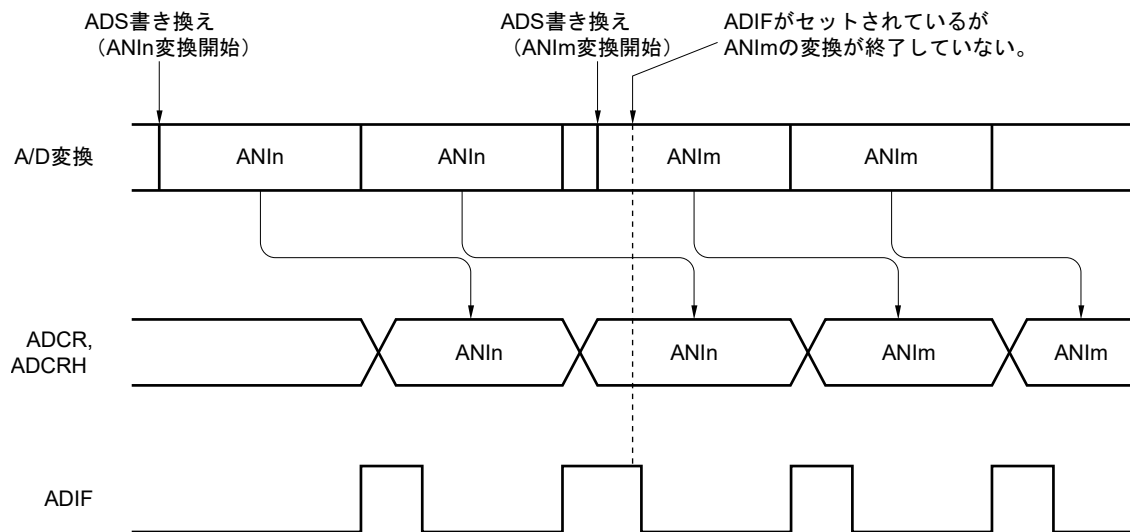 ADS書き換え
（ANIn変換開始）
ADS書き換え
（ANIm変換開始）
ADIFがセットされているが
ANImの変換が終了していない。
A/D変換
ANIn
ANIn
ANIm
ANIm
ADCR,
ADCRH
ANIn
ANIn
ANIm
ANIm
ADIF